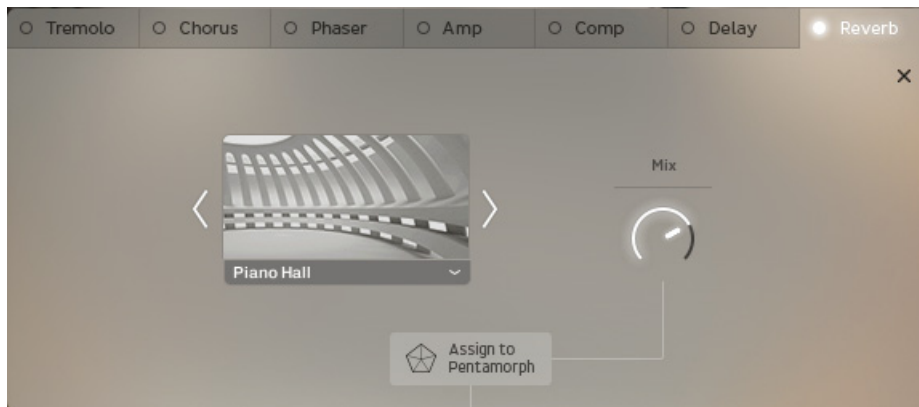 Tremolo
Chorus
Phaser
Amp
Comp
Delay
Reverb
Mix
Piano Hall
Assign to
Pentamorph